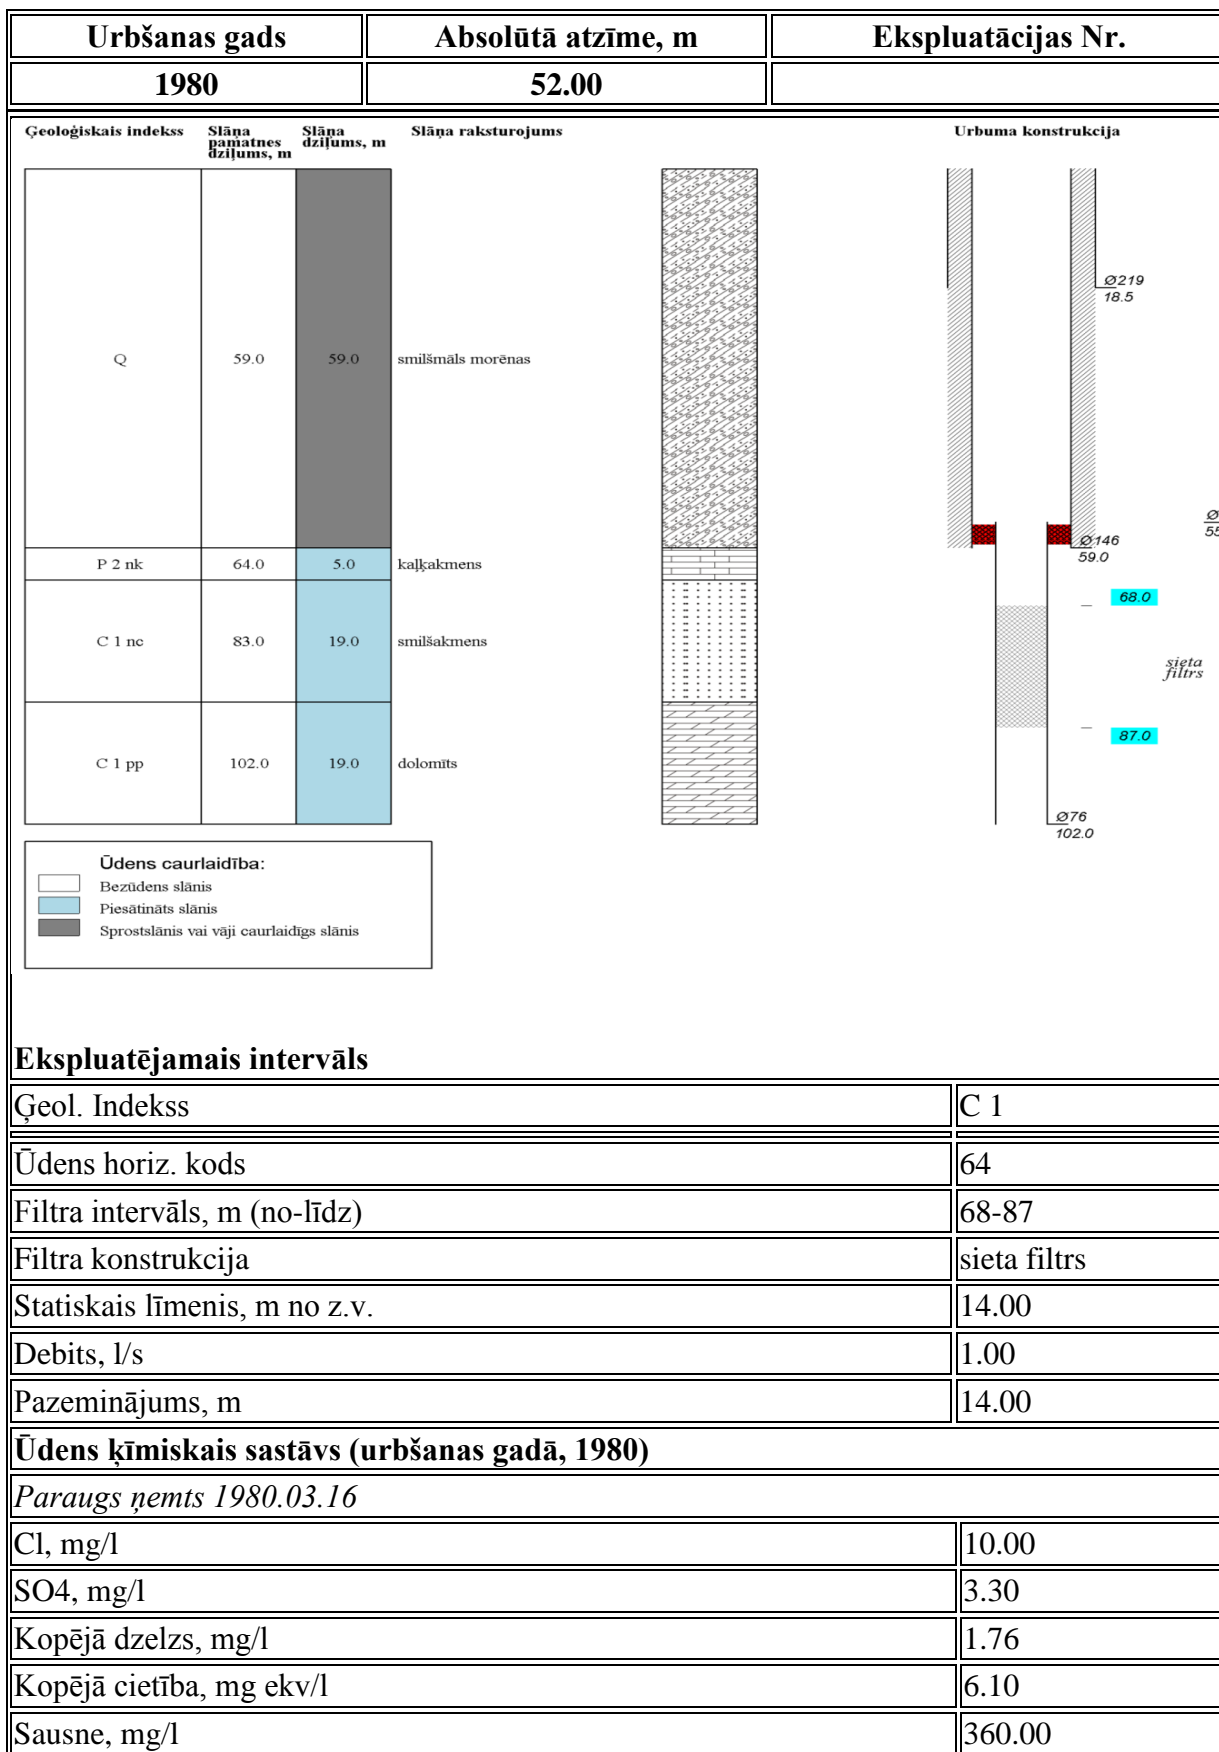 Urbšanas gads Absolūtā atzīme, m Ekspluatācijas Nr.
1980 52.00
Ģeoloģiskais indekss Slāņa pamatnes dziļums, m Slāņa dziļums, m Slāņa raksturojums Urbuma konstrukcija
Ø219
18.5
Q 59.0 59.0 smilšmāls morēnas
Ø
55
Ø146
59.0
P 2 nk 64.0 5.0 kaļķakmens
68.0
C 1 nc 83.0 19.0 smilšakmens
sieta
filtrs
87.0
C 1 pp 102.0 19.0 dolomīts
Ø76
102.0
Ūdens caurlaidība:
Bezūdens slānis
Piesātināts slānis
Sprostslānis vai vāji caurlaidīgs slānis
Ekspluatējamais intervāls
Ģeol. Indekss C 1
Ūdens horiz. kods 64
Filtra intervāls, m (no-līdz) 68-87
Filtra konstrukcija sieta filtrs
Statiskais līmenis, m no z.v. 14.00
Debits, l/s 1.00
Pazeminājums, m 14.00
Ūdens ķīmiskais sastāvs (urbšanas gadā, 1980)
Paraugs ņemts 1980.03.16
Cl, mg/l 10.00
SO4, mg/l 3.30
Kopējā dzelzs, mg/l 1.76
Kopējā cietība, mg ekv/l 6.10
Sausne, mg/l 360.00